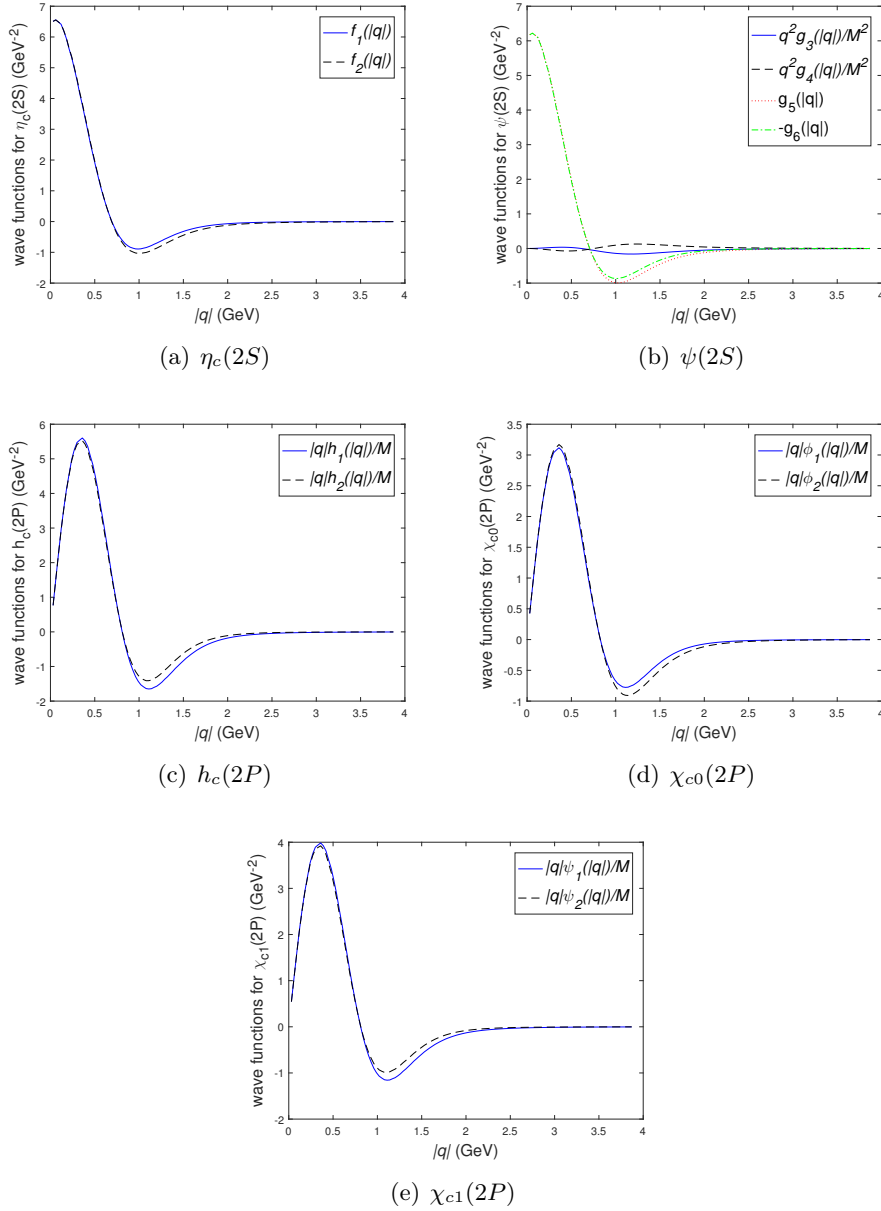 wave functions for η_c(2S) (GeV^-2)
7
6
5
4
3
2
1
0
-1
-2
f_1(|q|)
f_2(|q|)
0 0.5 1 1.5 2 2.5 3 3.5 4
|q| (GeV)
(a) η_c(2S)
wave functions for ψ(2S) (GeV^-2)
7
6
5
4
3
2
1
0
-1
q^2g_3(|q|)/M^2
q^2g_4(|q|)/M^2
g_5(|q|)
-g_6(|q|)
0 0.5 1 1.5 2 2.5 3 3.5 4
|q| (GeV)
(b) ψ(2S)
wave functions for h_c(2P) (GeV^-2)
6
5
4
3
2
1
0
-1
-2
|q|h_1(|q|)/M
|q|h_2(|q|)/M
0 0.5 1 1.5 2 2.5 3 3.5 4
|q| (GeV)
(c) h_c(2P)
wave functions for χ_c0(2P) (GeV^-2)
3.5
3
2.5
2
1.5
1
0.5
0
-0.5
-1
|q|ϕ_1(|q|)/M
|q|ϕ_2(|q|)/M
0 0.5 1 1.5 2 2.5 3 3.5 4
|q| (GeV)
(d) χ_c0(2P)
wave functions for χ_c1(2P) (GeV^-2)
4
3
2
1
0
-1
-2
|q|ψ_1(|q|)/M
|q|ψ_2(|q|)/M
0 0.5 1 1.5 2 2.5 3 3.5 4
|q| (GeV)
(e) χ_c1(2P)